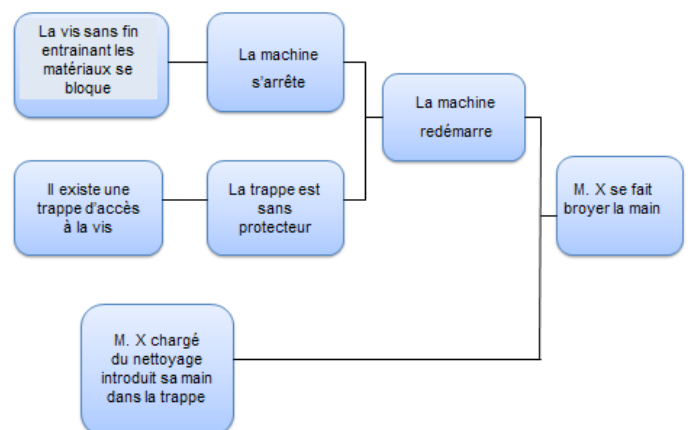 La vis sans fin
entrainant les
matériaux se
bloque
La machine
s'arrête
La machine
redémarre
Il existe une
trappe d'accès
à la vis
La trappe est
sans
protecteur
M. X se fait
broyer la main
M. X chargé
du nettoyage
introduit sa main
dans la trappe